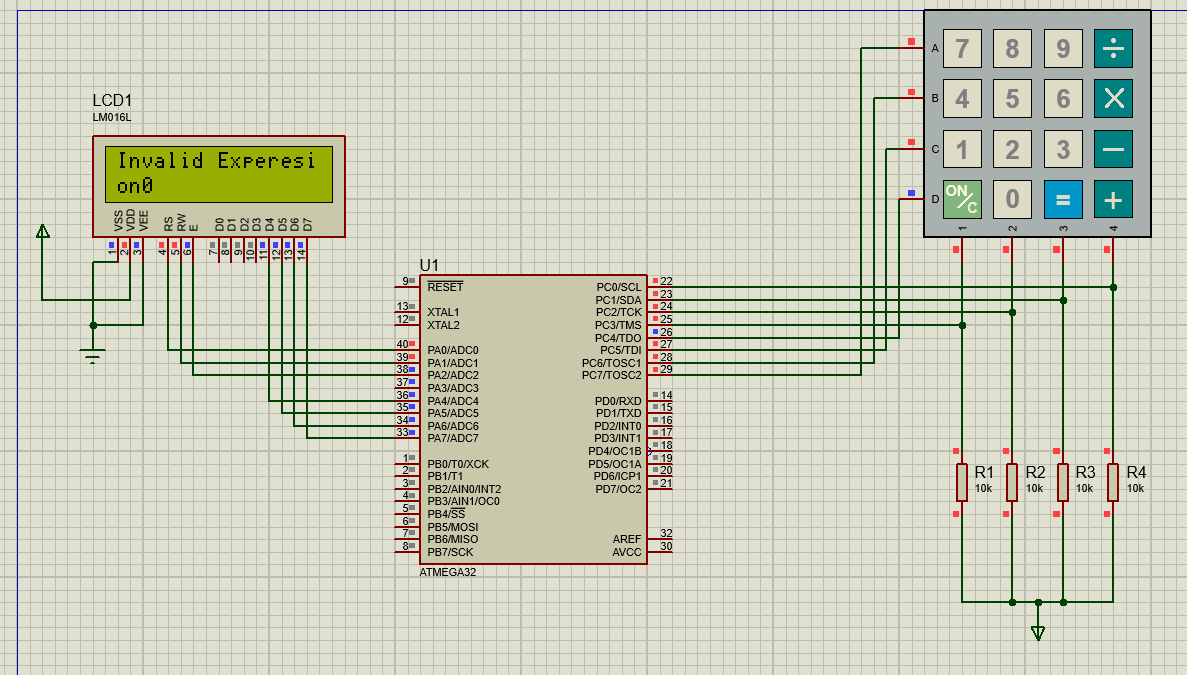 LCD1
LM016L
Invalid Experesi
on0
VSS VDD VEE RS RW E D0 D1 D2 D3 D4 D5 D6 D7
1 2 3 4 5 6 7 8 9 10 11 12 13 14
A 7 8 9 ÷
B 4 5 6 ×
C 1 2 3 −
D ON/C 0 = +
1 2 3 4
U1
9 RESET PC0/SCL 22
PC1/SDA 23
13 XTAL1 PC2/TCK 24
12 XTAL2 PC3/TMS 25
PC4/TDO 26
40 PA0/ADC0 PC5/TDI 27
39 PA1/ADC1 PC6/TOSC1 28
38 PA2/ADC2 PC7/TOSC2 29
37 PA3/ADC3
36 PA4/ADC4 PD0/RXD 14
35 PA5/ADC5 PD1/TXD 15
34 PA6/ADC6 PD2/INT0 16
33 PA7/ADC7 PD3/INT1 17
PD4/OC1B 18
1 PB0/T0/XCK PD5/OC1A 19
2 PB1/T1 PD6/ICP1 20
3 PB2/AIN0/INT2 PD7/OC2 21
4 PB3/AIN1/OC0
5 PB4/SS
6 PB5/MOSI
7 PB6/MISO AREF 32
8 PB7/SCK AVCC 30
ATMEGA32
R1 R2 R3 R4
10k 10k 10k 10k